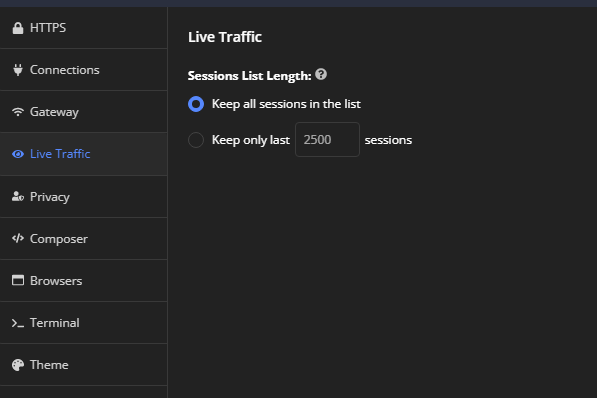 HTTPS
Connections
Gateway
Live Traffic
Privacy
Composer
Browsers
Terminal
Theme
Live Traffic
Sessions List Length: ?
Keep all sessions in the list
Keep only last 2500 sessions